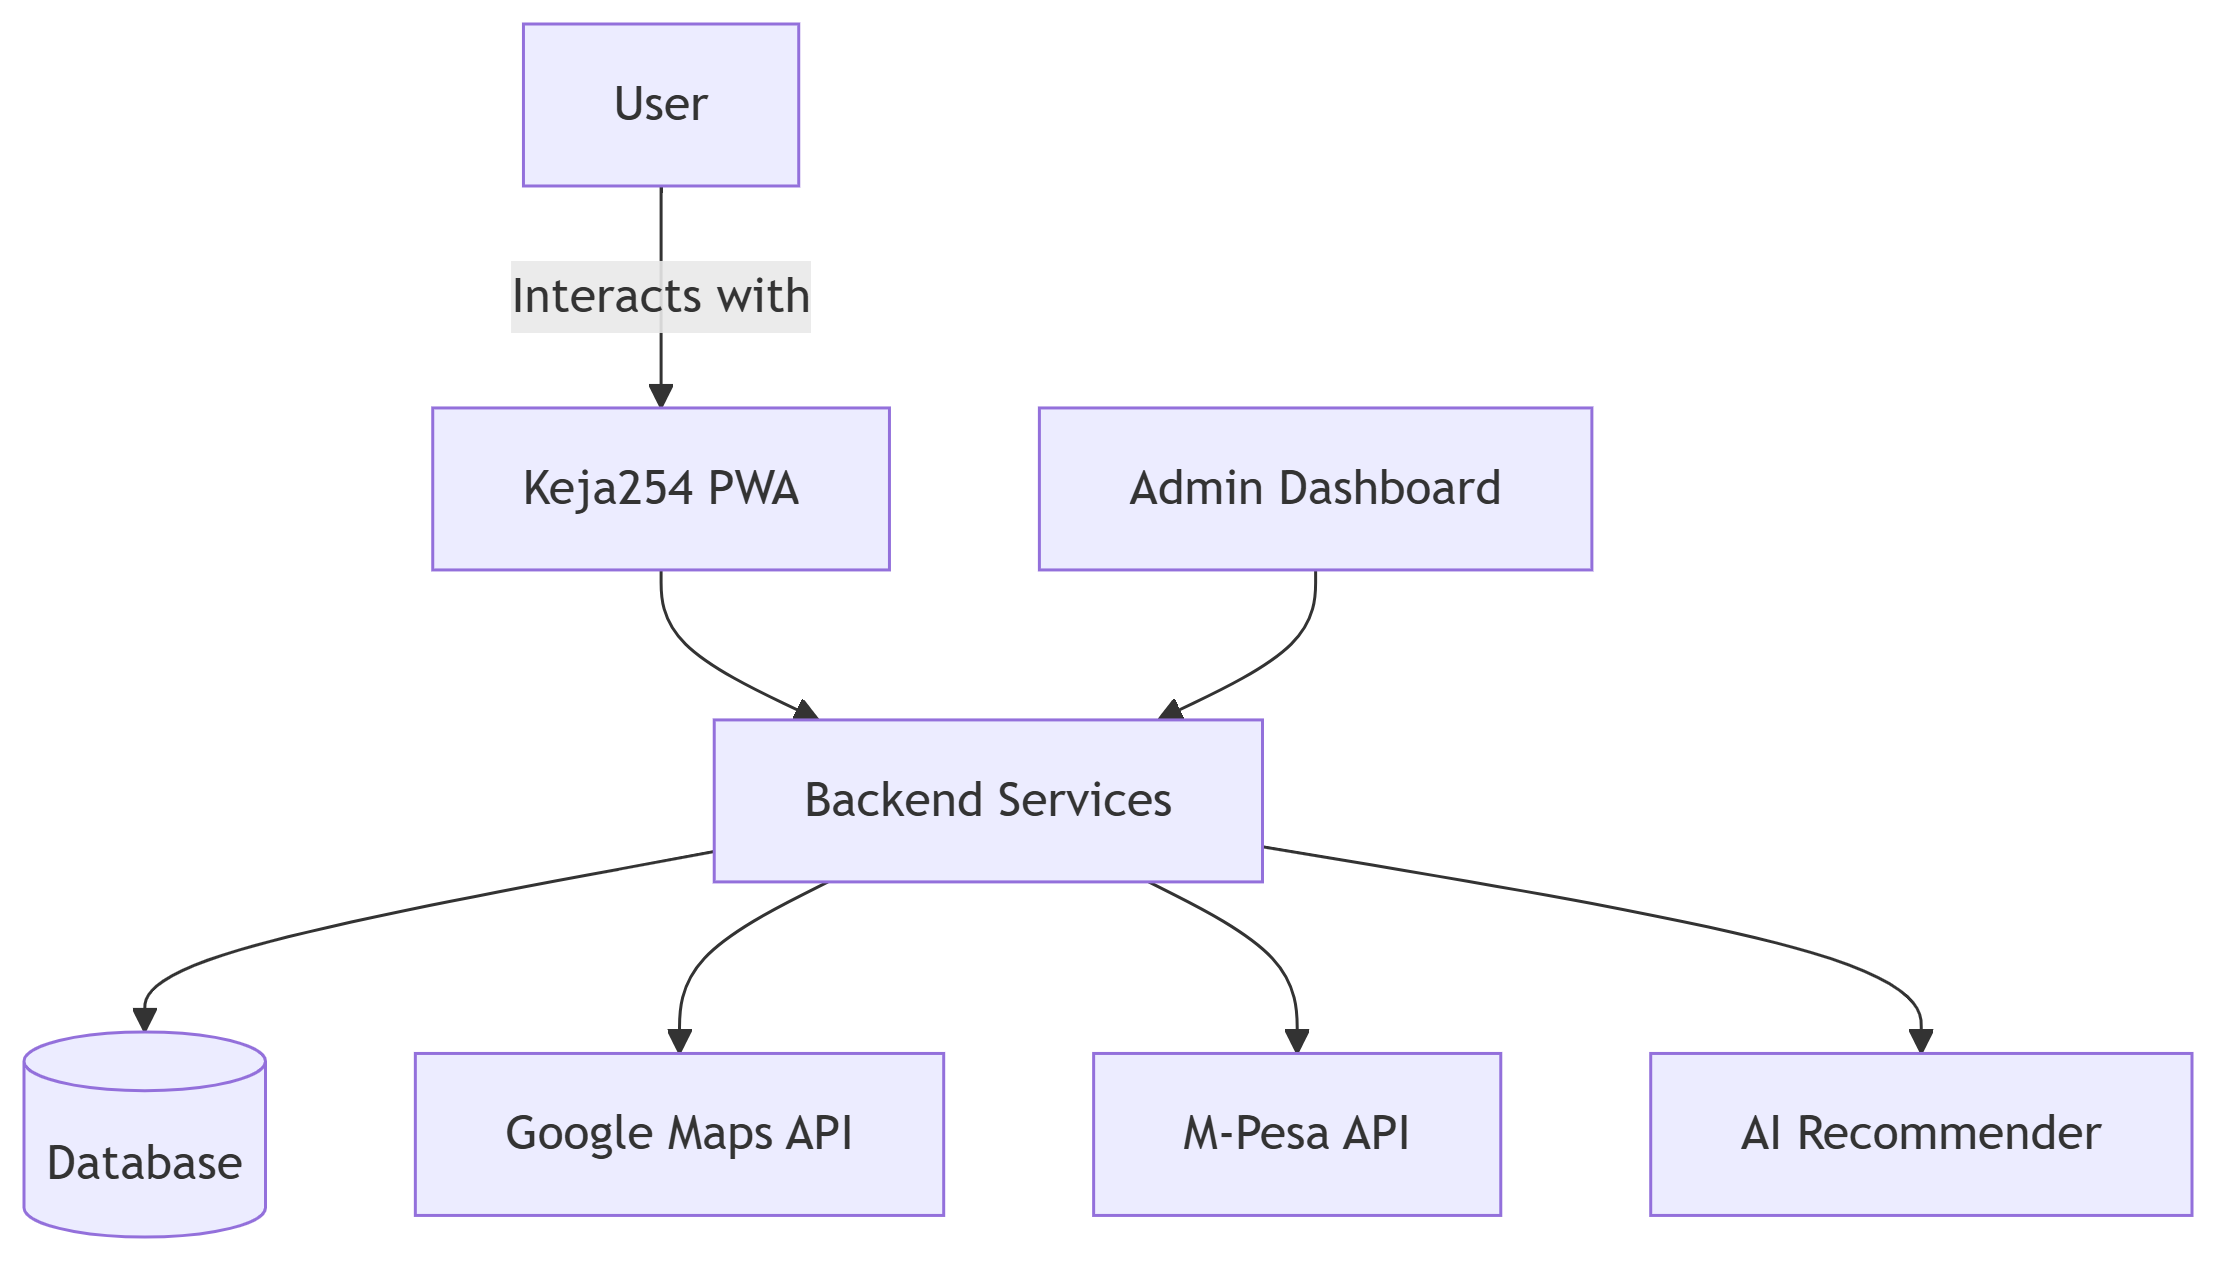 User
Interacts with
Keja254 PWA
Admin Dashboard
Backend Services
Database
Google Maps API
M-Pesa API
AI Recommender